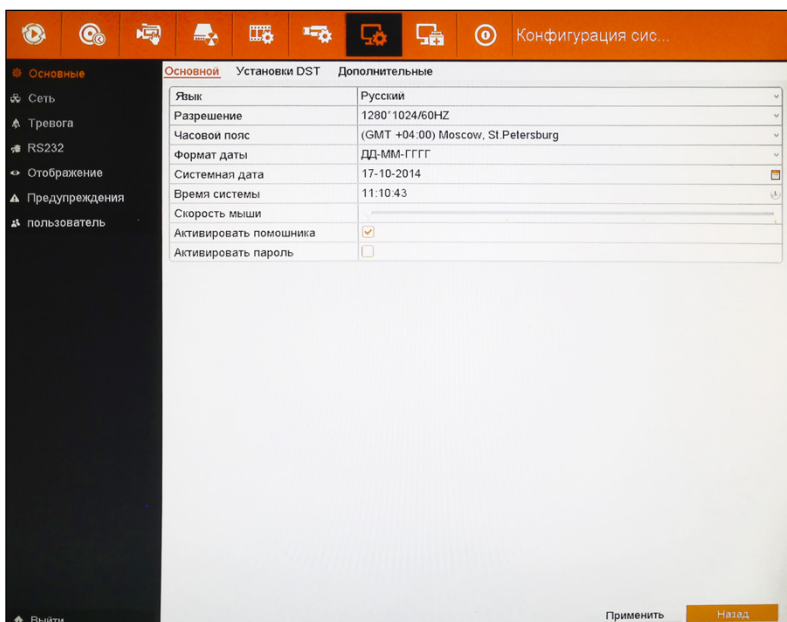 Конфигурация сис...
Основные
Сеть
Тревога
RS232
Отображение
Предупреждения
пользователь
Выйти
Основной Установки DST Дополнительные
Язык Русский
Разрешение 1280*1024/60HZ
Часовой пояс (GMT +04:00) Moscow, St.Petersburg
Формат даты ДД-ММ-ГГГГ
Системная дата 17-10-2014
Время системы 11:10:43
Скорость мыши
Активировать помошника
Активировать пароль
Применить Назад